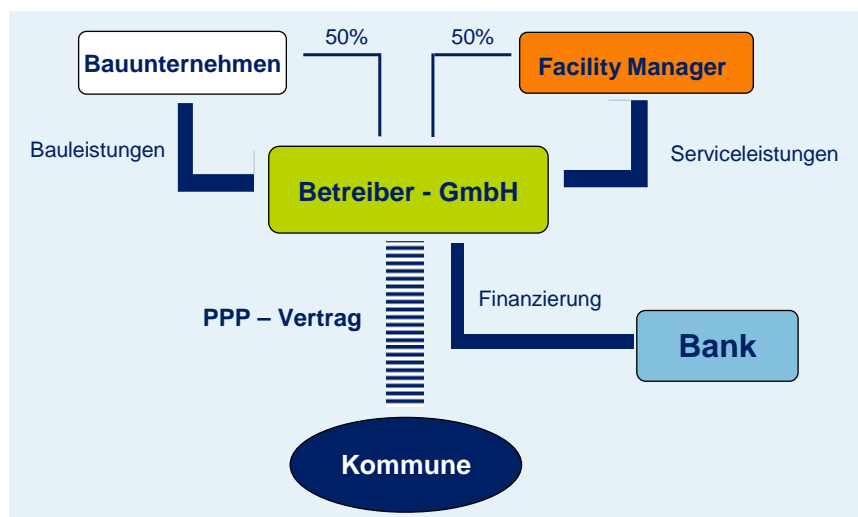 50%
50%
Bauunternehmen
Facility Manager
Bauleistungen
Serviceleistungen
Betreiber - GmbH
Finanzierung
PPP – Vertrag
Bank
Kommune